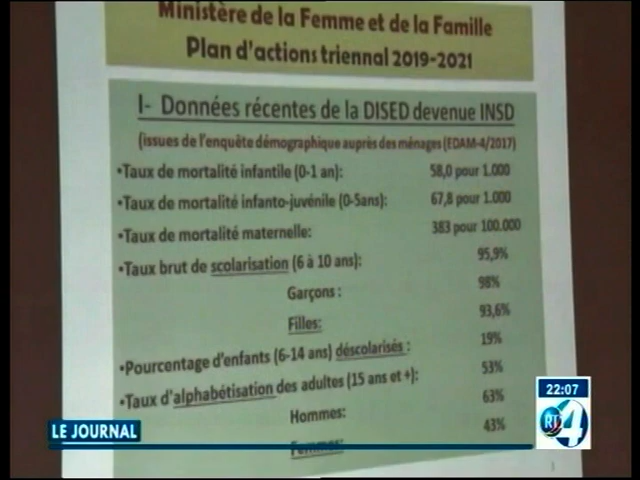 Ministère de la Femme et de la Famille
Plan d'actions triennal 2019-2021
I- Données récentes de la DISED devenue INSD
(issues de l'enquête démographique auprès des ménages (EDAM-4/2017)
•Taux de mortalité infantile (0-1 an): 58,0 pour 1.000
•Taux de mortalité infanto-juvénile (0-5ans): 67,8 pour 1.000
•Taux de mortalité maternelle: 383 pour 100.000
•Taux brut de scolarisation (6 à 10 ans): 95,9%
Garçons : 98%
Filles: 93,6%
•Pourcentage d'enfants (6-14 ans) déscolarisés : 19%
•Taux d'alphabétisation des adultes (15 ans et +): 53%
Hommes: 63%
Femmes: 43%
22:07
RT 4
LE JOURNAL
1